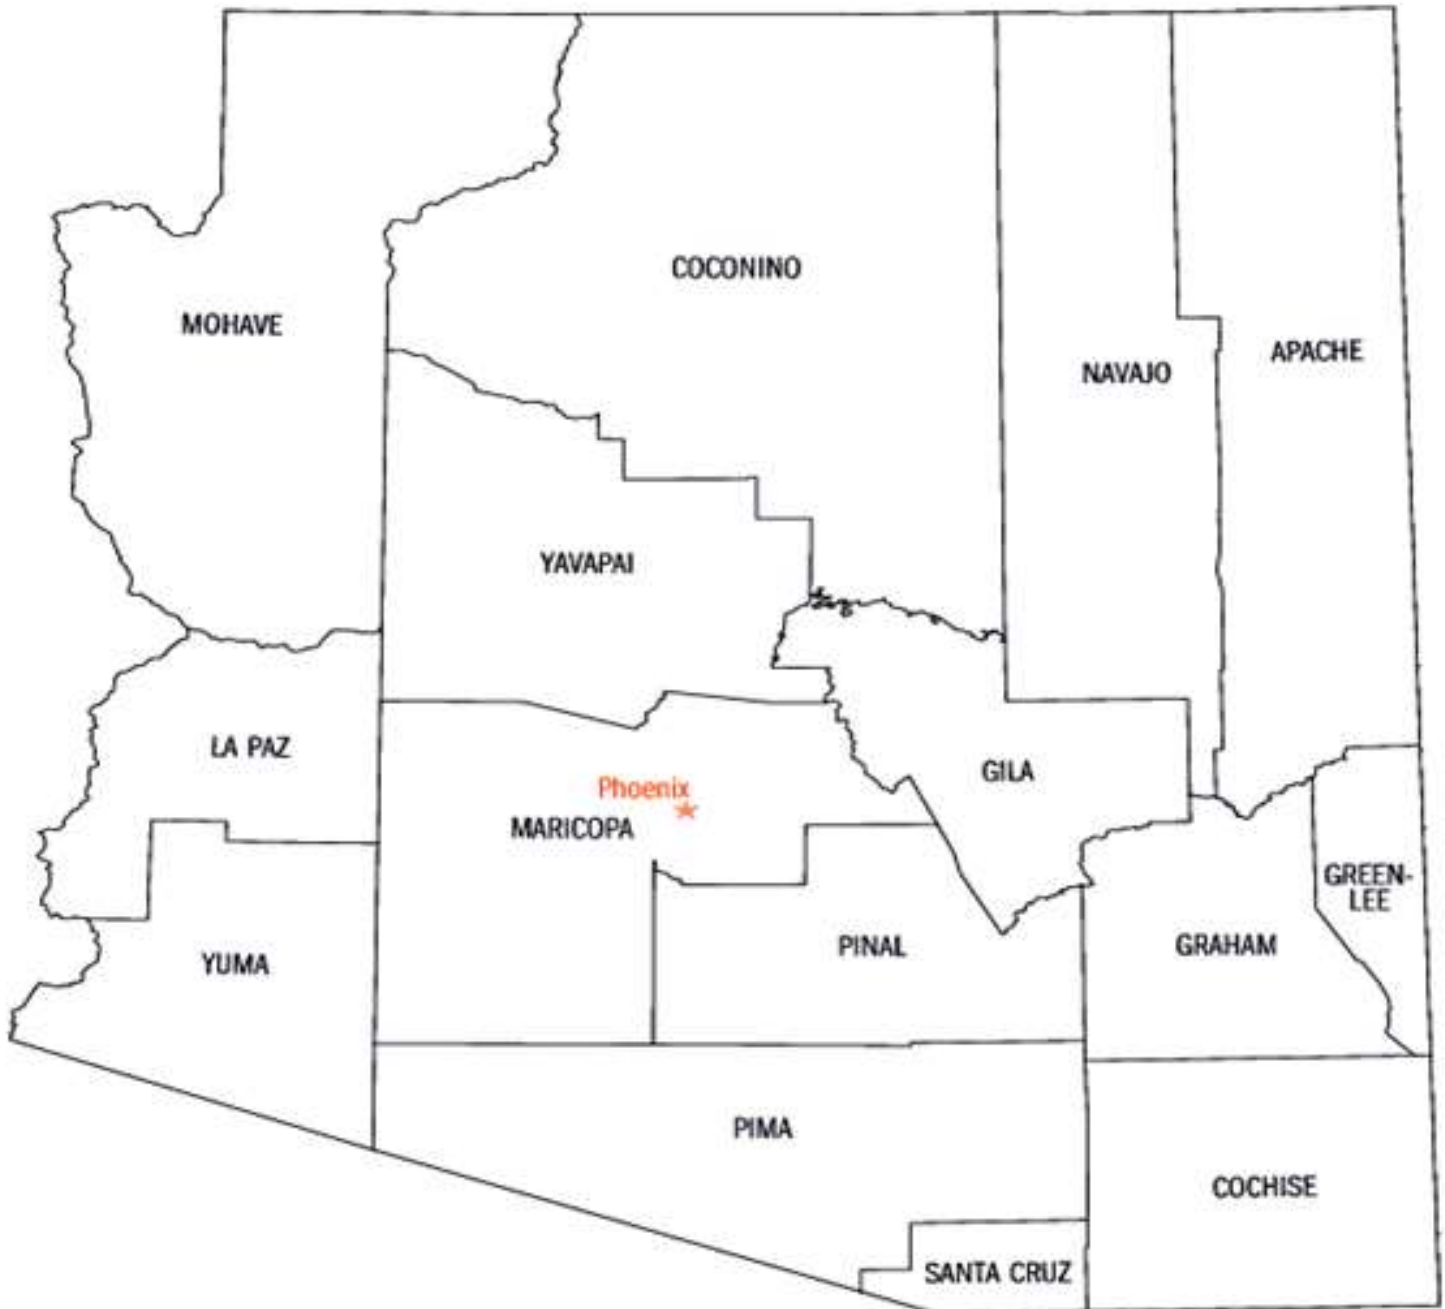 COCONINO
MOHAVE
APACHE
NAVAJO
YAVAPAI
LA PAZ
GILA
Phoenix
MARICOPA
GREEN-
LEE
PINAL
GRAHAM
YUMA
PIMA
COCHISE
SANTA CRUZ